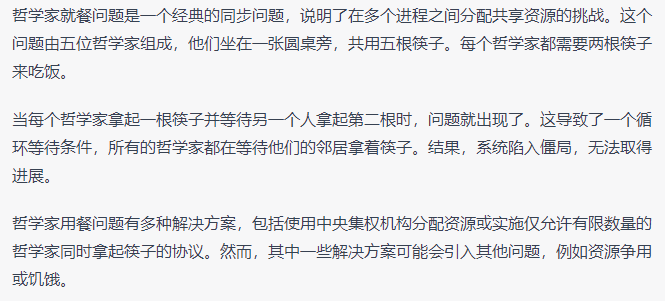 哲学家就餐问题是一个经典的同步问题，说明了在多个进程之间分配共享资源的挑战。这个
问题由五位哲学家组成，他们坐在一张圆桌旁，共用五根筷子。每个哲学家都需要两根筷子
来吃饭。
当每个哲学家拿起一根筷子并等待另一个人拿起第二根时，问题就出现了。这导致了一个循
环等待条件，所有的哲学家都在等待他们的邻居拿着筷子。结果，系统陷入僵局，无法取得
进展。
哲学家用餐问题有多种解决方案，包括使用中央集权机构分配资源或实施仅允许有限数量的
哲学家同时拿起筷子的协议。然而，其中一些解决方案可能会引入其他问题，例如资源争用
或饥饿。